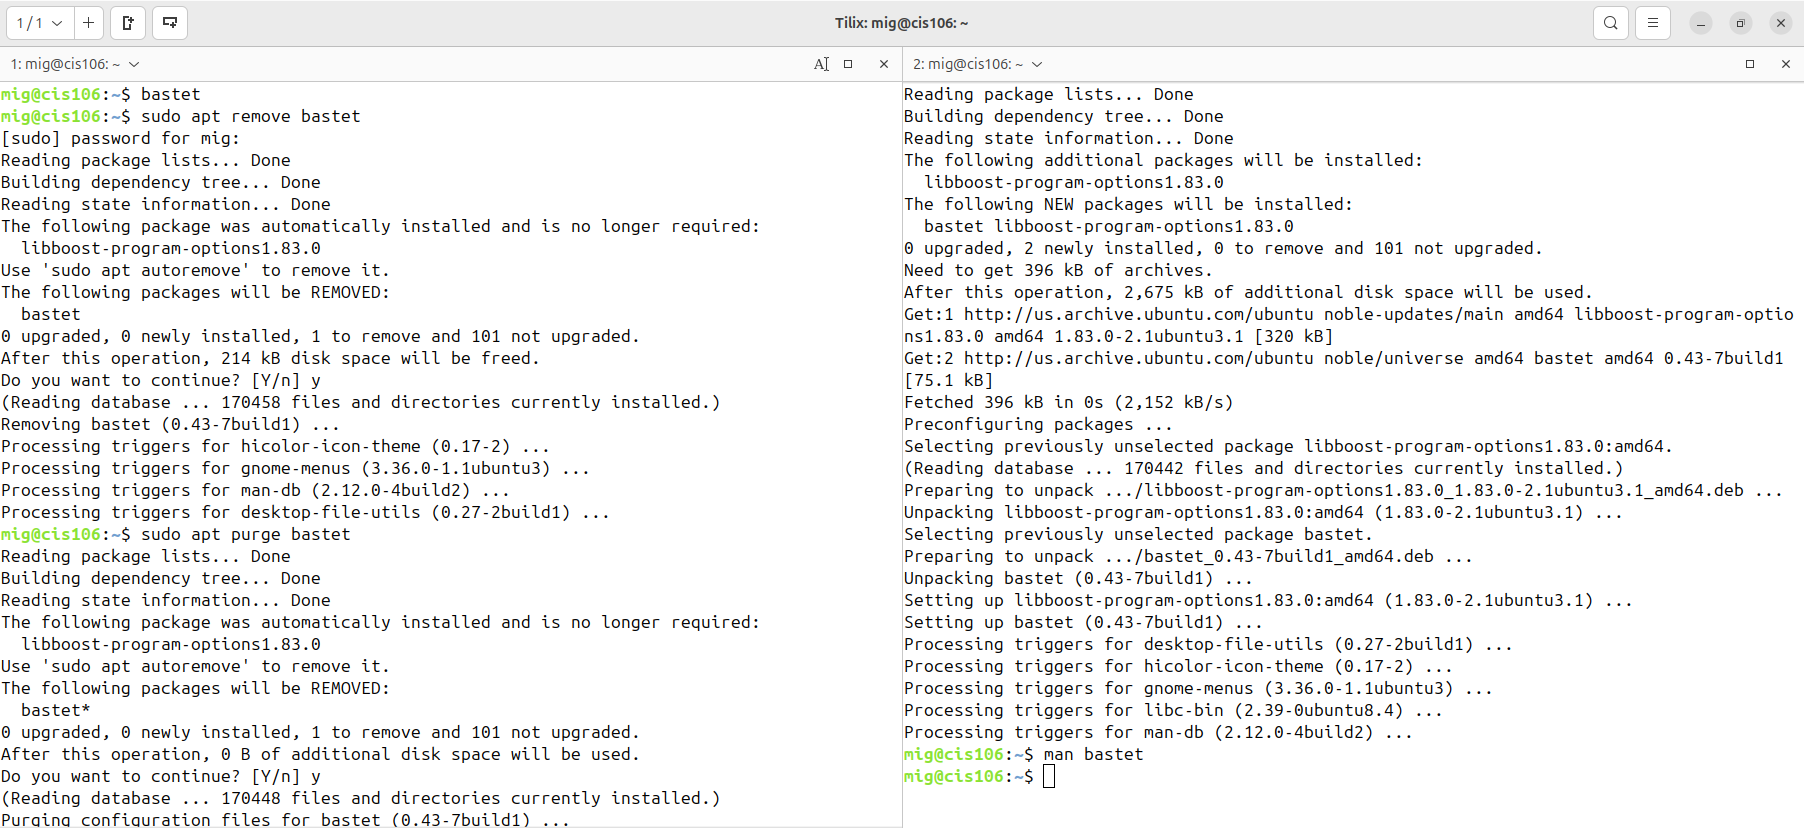 1 / 1
Tilix: mig@cis106: ~
1: mig@cis106: ~
mig@cis106:~$ bastet
mig@cis106:~$ sudo apt remove bastet
[sudo] password for mig:
Reading package lists... Done
Building dependency tree... Done
Reading state information... Done
The following package was automatically installed and is no longer required:
  libboost-program-options1.83.0
Use 'sudo apt autoremove' to remove it.
The following packages will be REMOVED:
  bastet
0 upgraded, 0 newly installed, 1 to remove and 101 not upgraded.
After this operation, 214 kB disk space will be freed.
Do you want to continue? [Y/n] y
(Reading database ... 170458 files and directories currently installed.)
Removing bastet (0.43-7build1) ...
Processing triggers for hicolor-icon-theme (0.17-2) ...
Processing triggers for gnome-menus (3.36.0-1.1ubuntu3) ...
Processing triggers for man-db (2.12.0-4build2) ...
Processing triggers for desktop-file-utils (0.27-2build1) ...
mig@cis106:~$ sudo apt purge bastet
Reading package lists... Done
Building dependency tree... Done
Reading state information... Done
The following package was automatically installed and is no longer required:
  libboost-program-options1.83.0
Use 'sudo apt autoremove' to remove it.
The following packages will be REMOVED:
  bastet*
0 upgraded, 0 newly installed, 1 to remove and 101 not upgraded.
After this operation, 0 B of additional disk space will be used.
Do you want to continue? [Y/n] y
(Reading database ... 170448 files and directories currently installed.)
Purging configuration files for bastet (0.43-7build1) ...
2: mig@cis106: ~
Reading package lists... Done
Building dependency tree... Done
Reading state information... Done
The following additional packages will be installed:
  libboost-program-options1.83.0
The following NEW packages will be installed:
  bastet libboost-program-options1.83.0
0 upgraded, 2 newly installed, 0 to remove and 101 not upgraded.
Need to get 396 kB of archives.
After this operation, 2,675 kB of additional disk space will be used.
Get:1 http://us.archive.ubuntu.com/ubuntu noble-updates/main amd64 libboost-program-optio
ns1.83.0 amd64 1.83.0-2.1ubuntu3.1 [320 kB]
Get:2 http://us.archive.ubuntu.com/ubuntu noble/universe amd64 bastet amd64 0.43-7build1
[75.1 kB]
Fetched 396 kB in 0s (2,152 kB/s)
Preconfiguring packages ...
Selecting previously unselected package libboost-program-options1.83.0:amd64.
(Reading database ... 170442 files and directories currently installed.)
Preparing to unpack .../libboost-program-options1.83.0_1.83.0-2.1ubuntu3.1_amd64.deb ...
Unpacking libboost-program-options1.83.0:amd64 (1.83.0-2.1ubuntu3.1) ...
Selecting previously unselected package bastet.
Preparing to unpack .../bastet_0.43-7build1_amd64.deb ...
Unpacking bastet (0.43-7build1) ...
Setting up libboost-program-options1.83.0:amd64 (1.83.0-2.1ubuntu3.1) ...
Setting up bastet (0.43-7build1) ...
Processing triggers for desktop-file-utils (0.27-2build1) ...
Processing triggers for hicolor-icon-theme (0.17-2) ...
Processing triggers for gnome-menus (3.36.0-1.1ubuntu3) ...
Processing triggers for libc-bin (2.39-0ubuntu8.4) ...
Processing triggers for man-db (2.12.0-4build2) ...
mig@cis106:~$ man bastet
mig@cis106:~$